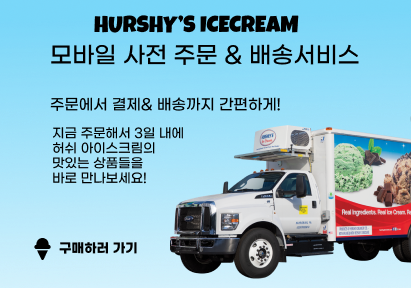 HURSHY'S ICECREAM
모바일 사전 주문 & 배송서비스
주문에서 결제& 배송까지 간편하게!
지금 주문해서 3일 내에
허쉬 아이스크림의
맛있는 상품들을
바로 만나보세요!
Real Ingredients. Real Ice Cream.
구매하러 가기